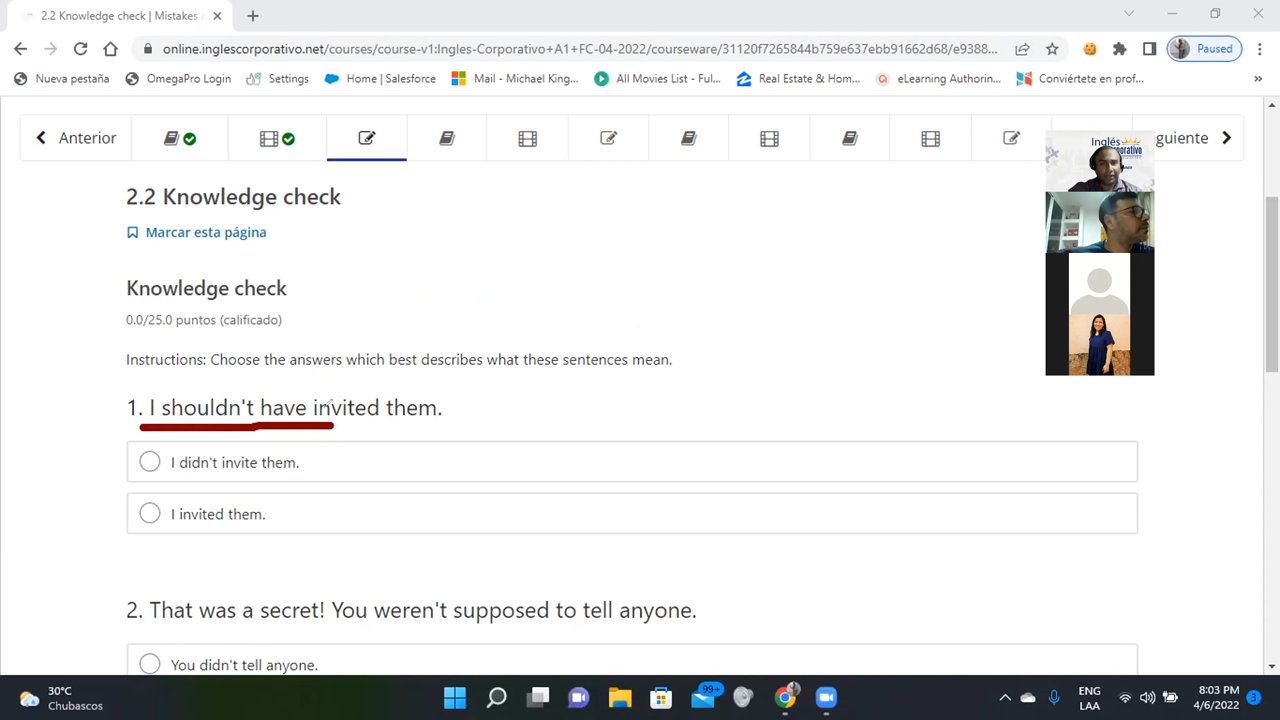 2.2 Knowledge check | Mistakes
online.inglescorporativo.net/courses/course-v1:Ingles-Corporativo+A1+FC-04-2022/courseware/31120f7265844b759e637ebb91662d68/e9388...
Paused
Nueva pestaña
OmegaPro Login
Settings
Home | Salesforce
Mail - Michael King...
All Movies List - Ful...
Real Estate & Hom...
eLearning Authorin...
Conviértete en prof...
»
Anterior
guiente
Inglés
2.2 Knowledge check
Marcar esta página
Knowledge check
0.0/25.0 puntos (calificado)
Instructions: Choose the answers which best describes what these sentences mean.
1. I shouldn't have invited them.
I didn't invite them.
I invited them.
2. That was a secret! You weren't supposed to tell anyone.
You didn't tell anyone.
30°C
Chubascos
99+
ENG
LAA
8:03 PM
4/6/2022
3